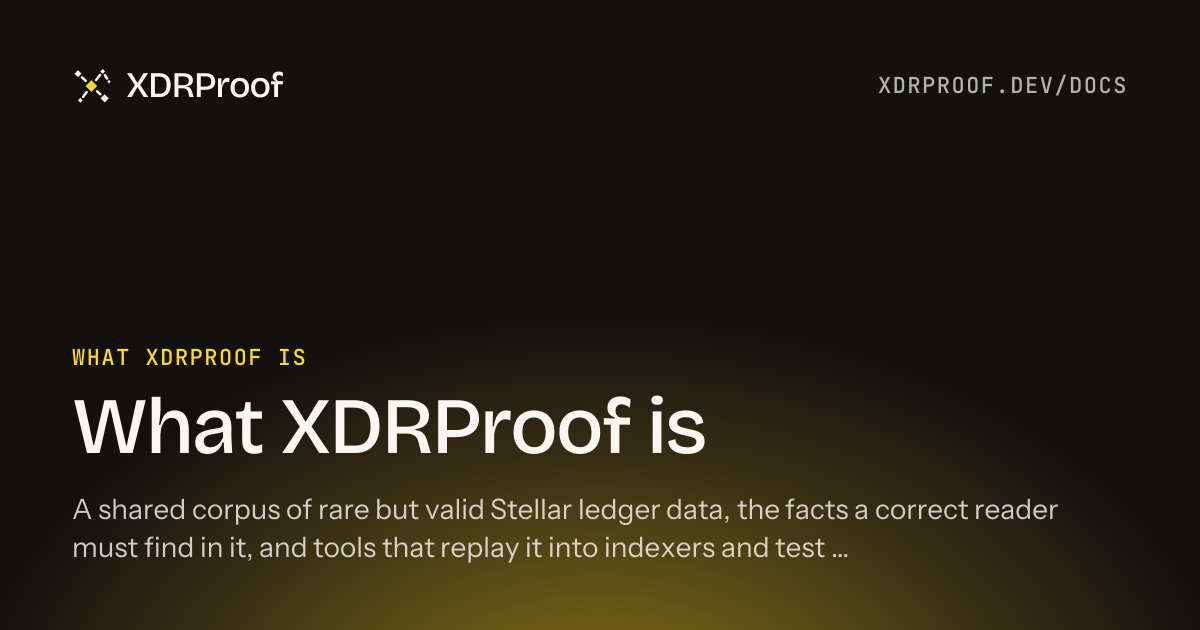 XDRProof
XDRPROOF.DEV/DOCS
WHAT XDRPROOF IS
What XDRProof is
A shared corpus of rare but valid Stellar ledger data, the facts a correct reader
must find in it, and tools that replay it into indexers and test ...